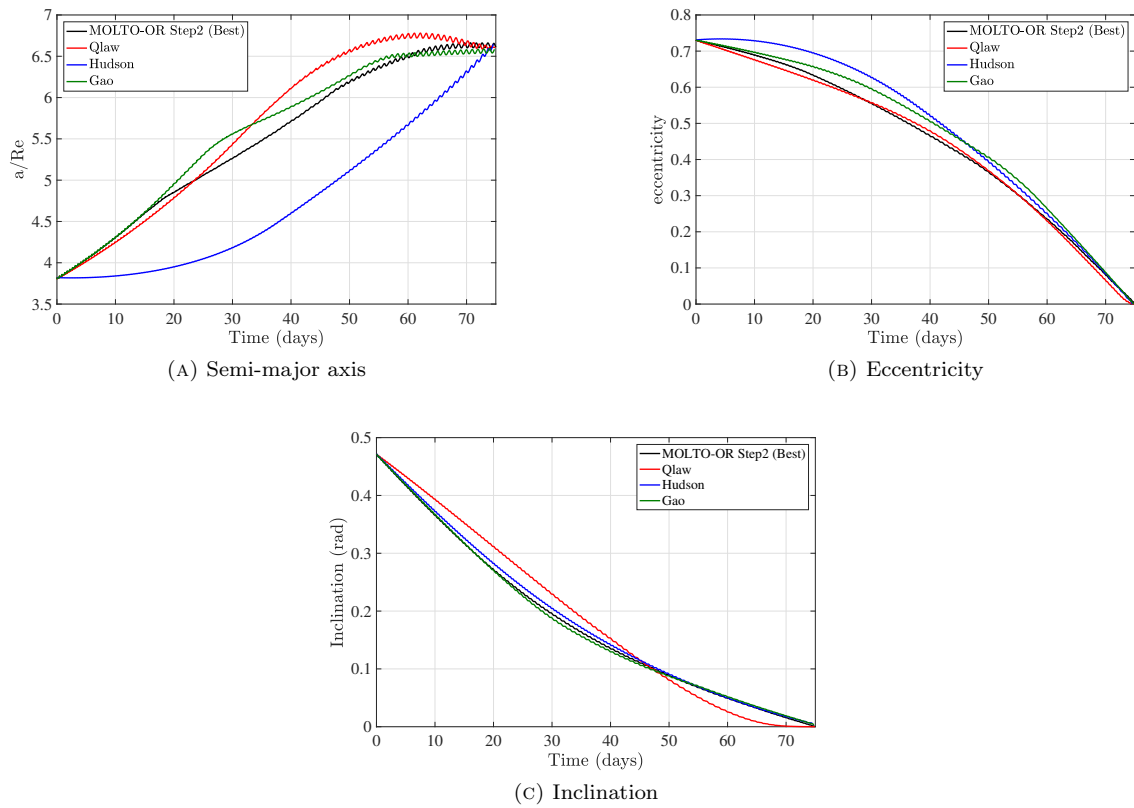 7
6.5
6
5.5
5
4.5
4
3.5
a/Re
MOLTO-OR Step2 (Best)
Qlaw
Hudson
Gao
0 10 20 30 40 50 60 70
Time (days)
(A) Semi-major axis
0.8
0.7
0.6
0.5
0.4
0.3
0.2
0.1
0
eccentricity
MOLTO-OR Step2 (Best)
Qlaw
Hudson
Gao
0 10 20 30 40 50 60 70
Time (days)
(B) Eccentricity
0.5
0.4
0.3
0.2
0.1
0
Inclination (rad)
MOLTO-OR Step2 (Best)
Qlaw
Hudson
Gao
0 10 20 30 40 50 60 70
Time (days)
(C) Inclination